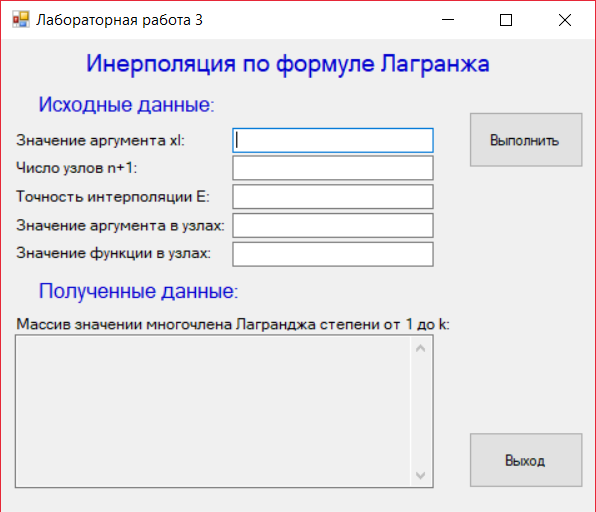 Лабораторная работа 3
Инерполяция по формуле Лагранжа
Исходные данные:
Значение аргумента xl:
Выполнить
Число узлов n+1:
Точность интерполяции E:
Значение аргумента в узлах:
Значение функции в узлах:
Полученные данные:
Массив значении многочлена Лагранджа степени от 1 до k:
Выход